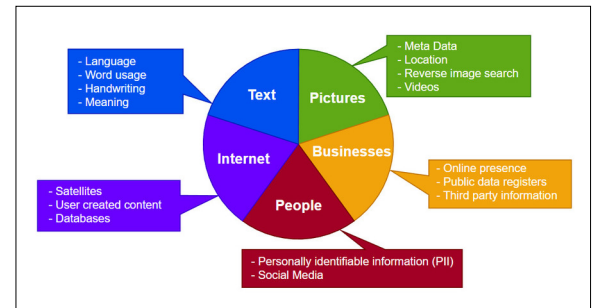 - Language
- Word usage
- Handwriting
- Meaning
- Meta Data
- Location
- Reverse image search
- Videos
Text
Pictures
Internet
Businesses
People
- Satellites
- User created content
- Databases
- Online presence
- Public data registers
- Third party information
- Personally identifiable information (PII)
- Social Media